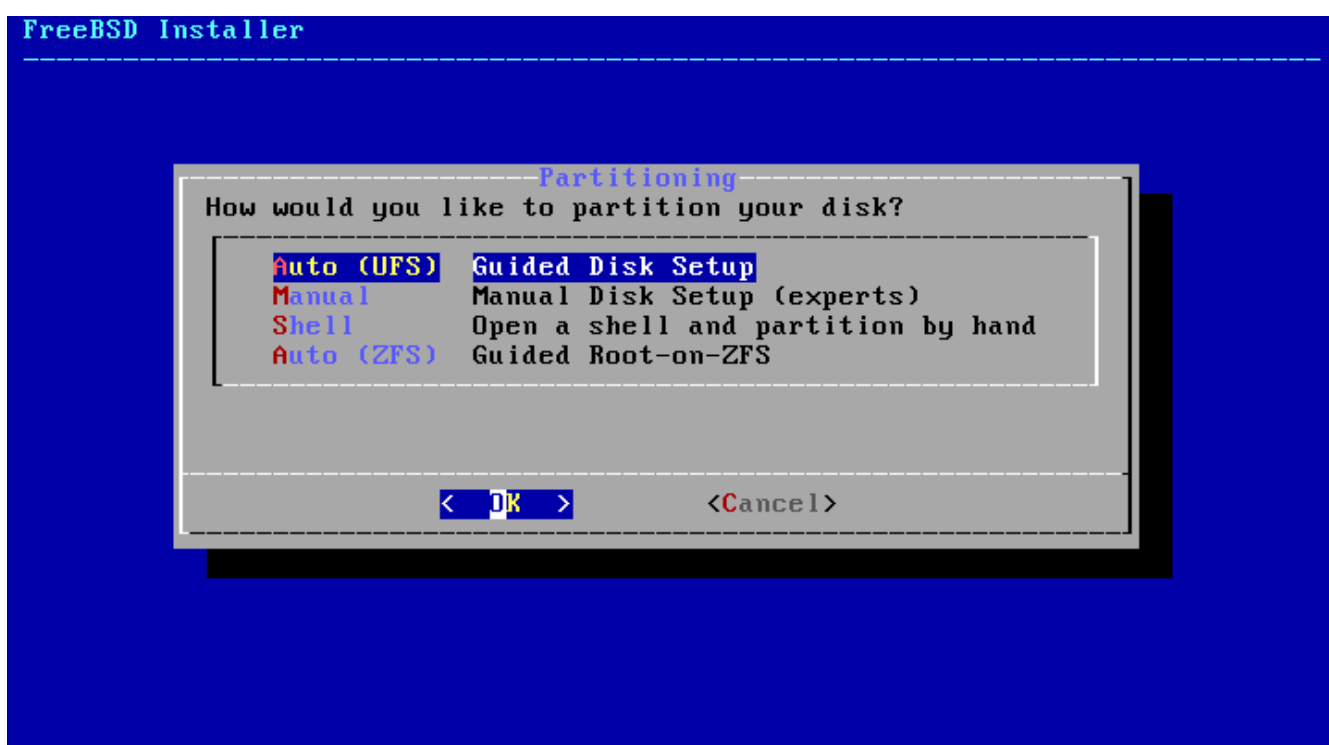 FreeBSD Installer
Partitioning
How would you like to partition your disk?
Auto (UFS) Guided Disk Setup
Manual Manual Disk Setup (experts)
Shell Open a shell and partition by hand
Auto (ZFS) Guided Root-on-ZFS
< OK > <Cancel>